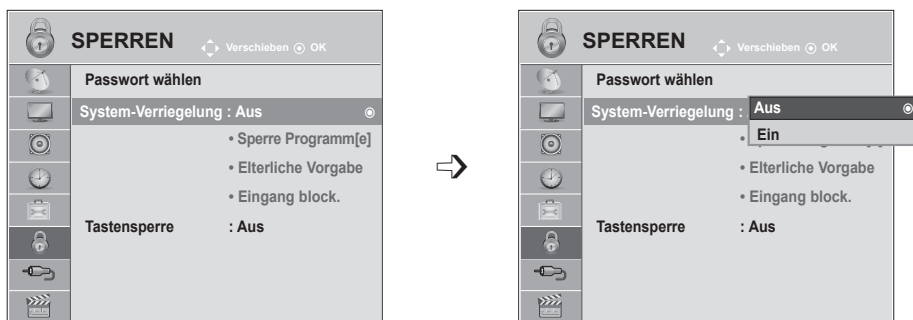 SPERREN
Verschieben OK
Passwort wählen
System-Verriegelung : Aus
• Sperre Programm[e]
• Elterliche Vorgabe
• Eingang block.
Tastensperre : Aus
SPERREN
Verschieben OK
Passwort wählen
System-Verriegelung :
Aus
Ein
• Elterliche Vorgabe
• Eingang block.
Tastensperre : Aus